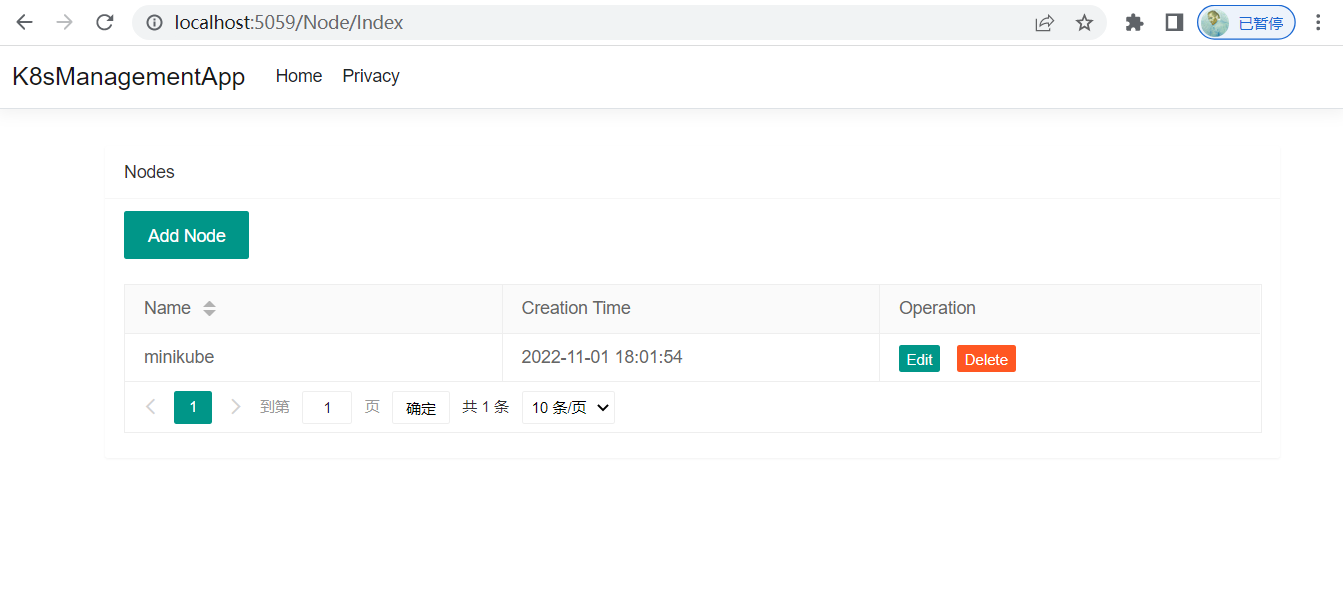 localhost:5059/Node/Index 已暂停
K8sManagementApp Home Privacy
Nodes
Add Node
Name Creation Time Operation
minikube 2022-11-01 18:01:54 Edit Delete
1 到第 1 页 确定 共 1 条 10 条/页